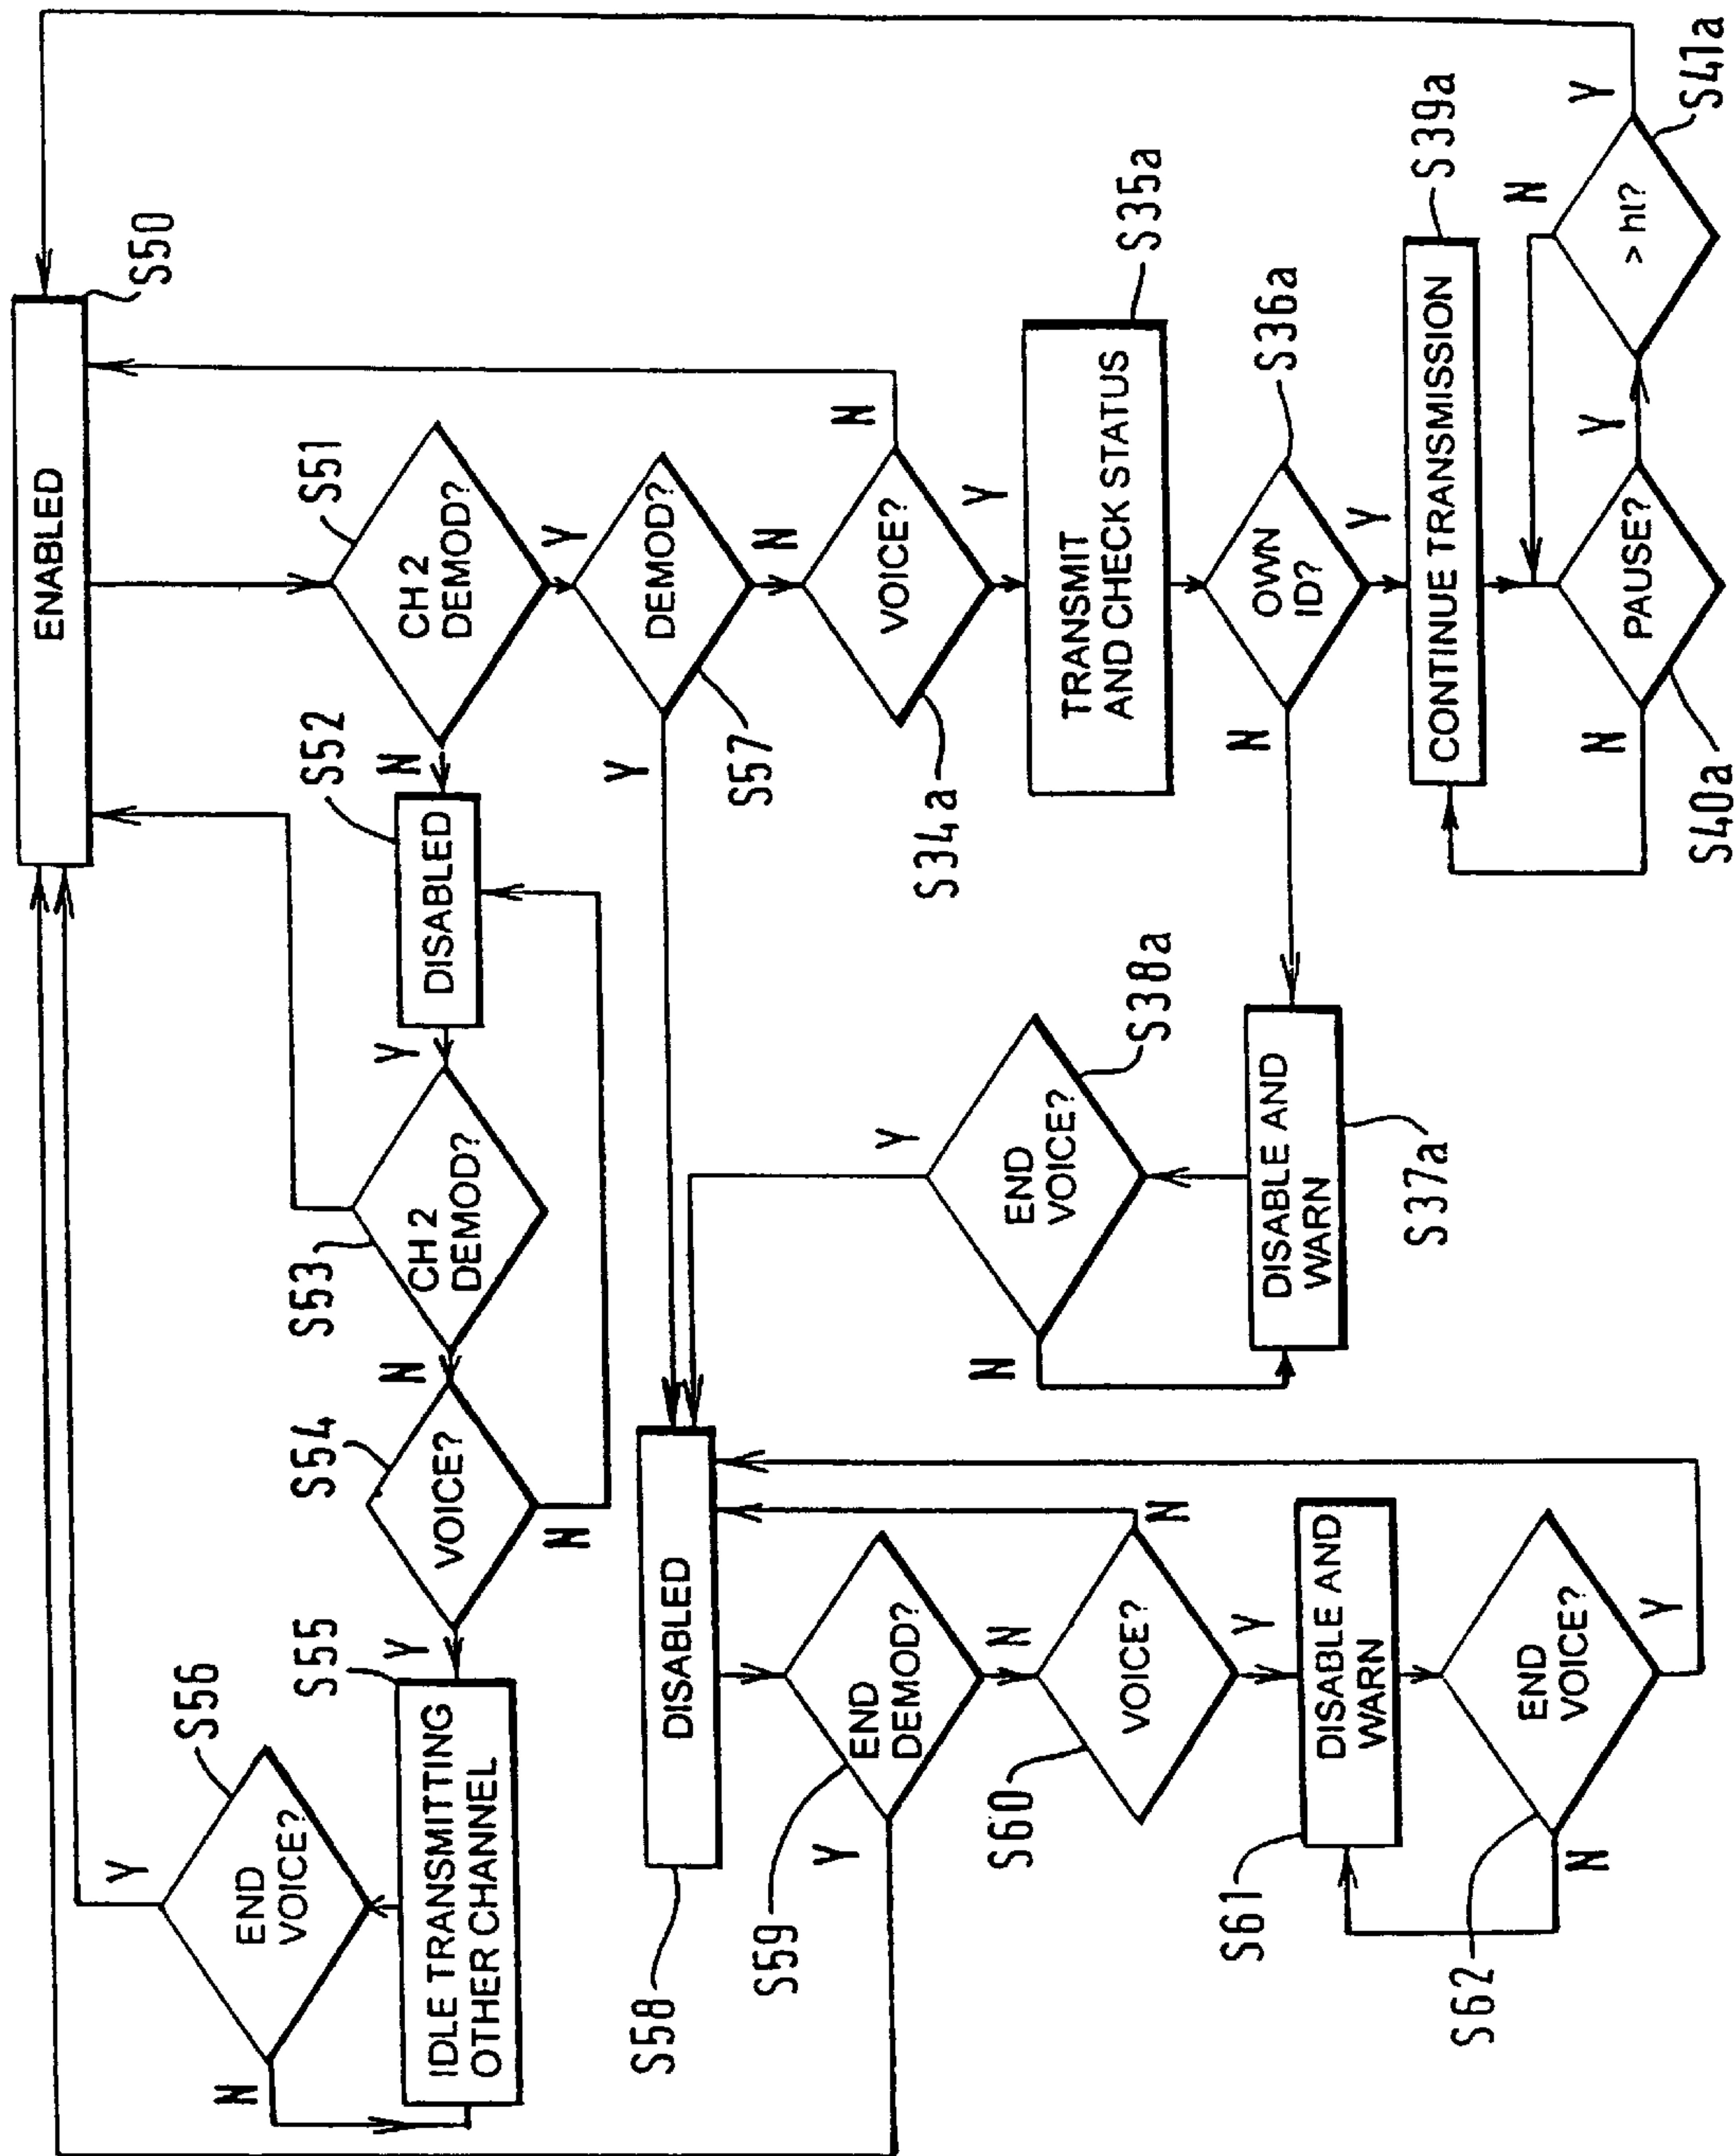 ENABLED
S50
CH 2
DEMOD?
S51
N
Y
DISABLED
S52
Y
CH 2
DEMOD?
S53
N
VOICE?
S54
N
Y
IDLE TRANSMITTING
OTHER CHANNEL
S55
END
VOICE?
S56
Y
N
DEMOD?
S57
Y
N
VOICE?
S34a
N
Y
TRANSMIT
AND CHECK STATUS
S35a
OWN
ID?
S36a
N
Y
DISABLE AND
WARN
S37a
END
VOICE?
S38a
Y
N
CONTINUE TRANSMISSION
S39a
PAUSE?
S40a
N
Y
> ht?
S41a
N
Y
DISABLED
S58
END
DEMOD?
S59
Y
N
VOICE?
S60
N
Y
DISABLE AND
WARN
S61
END
VOICE?
S62
N
Y